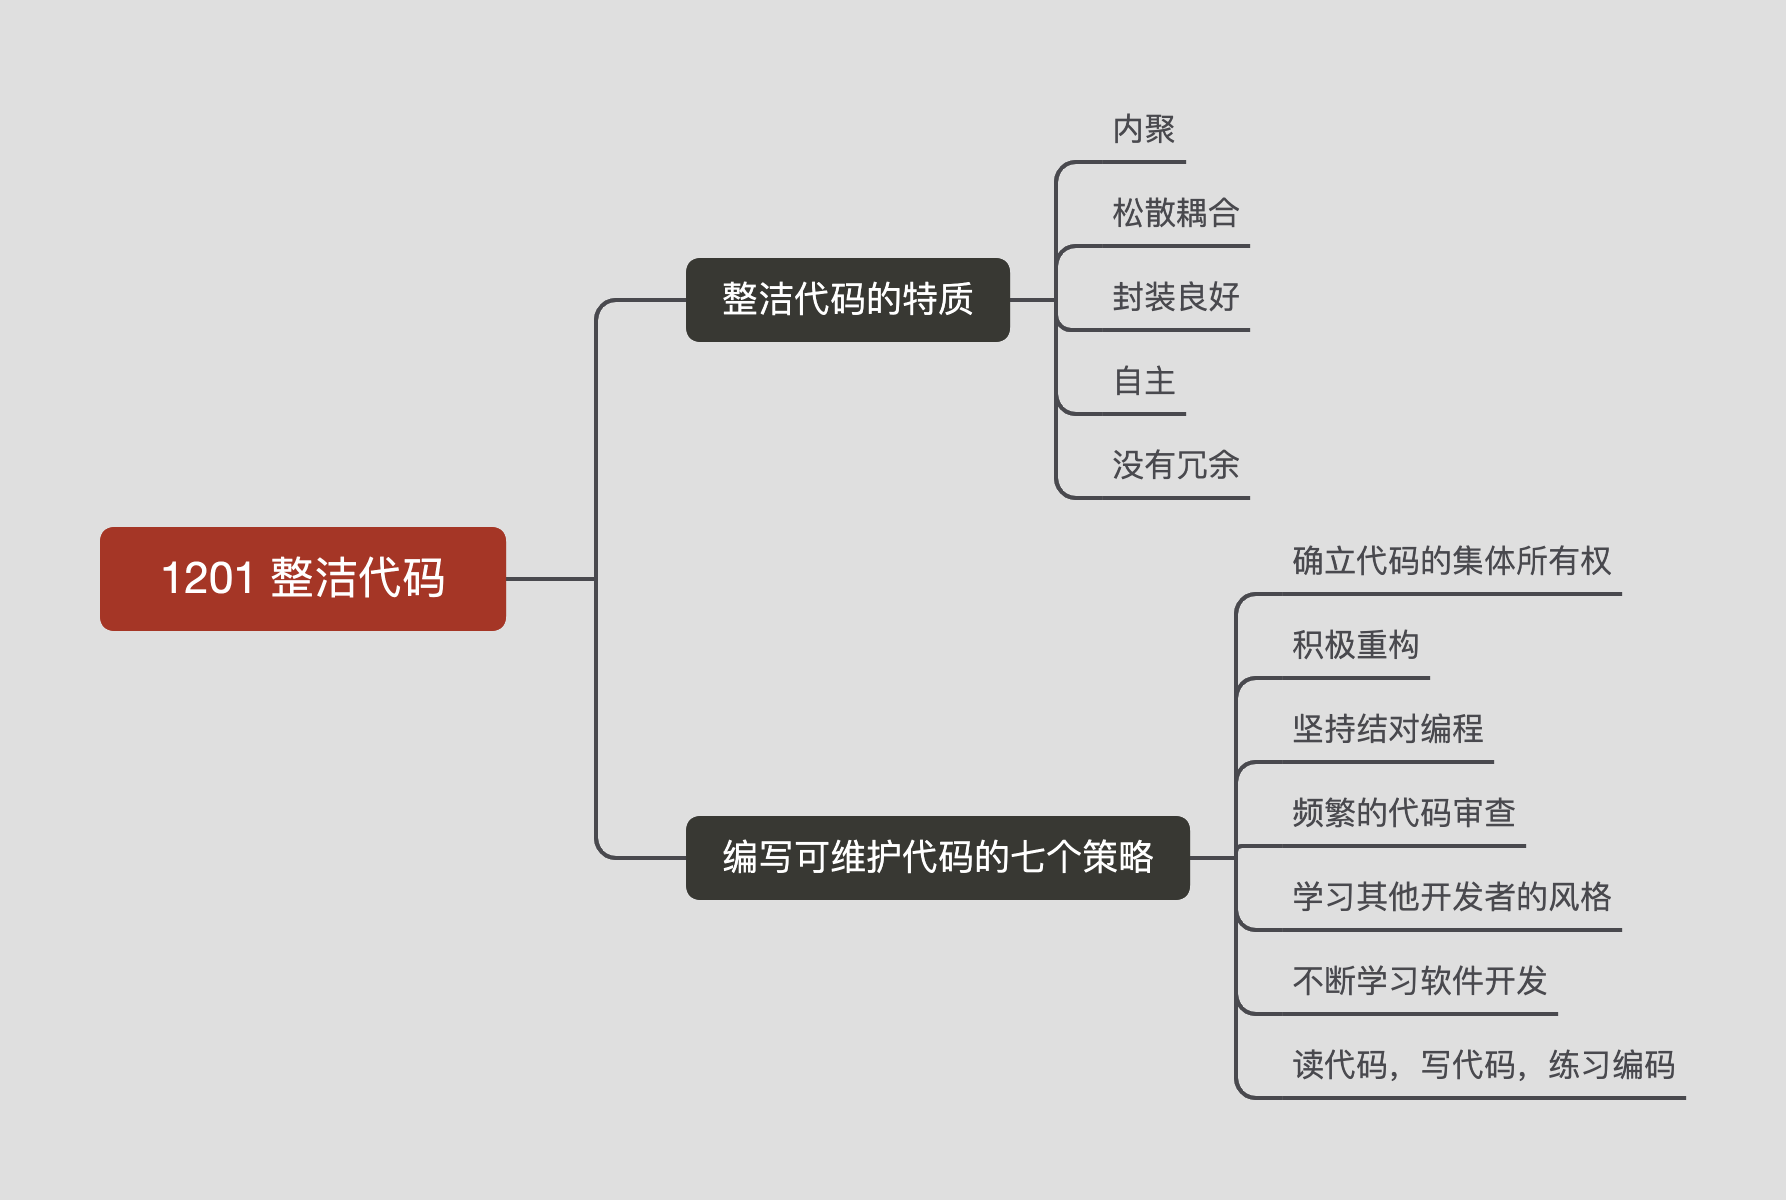 1201 整洁代码
整洁代码的特质
内聚
松散耦合
封装良好
自主
没有冗余
编写可维护代码的七个策略
确立代码的集体所有权
积极重构
坚持结对编程
频繁的代码审查
学习其他开发者的风格
不断学习软件开发
读代码，写代码，练习编码